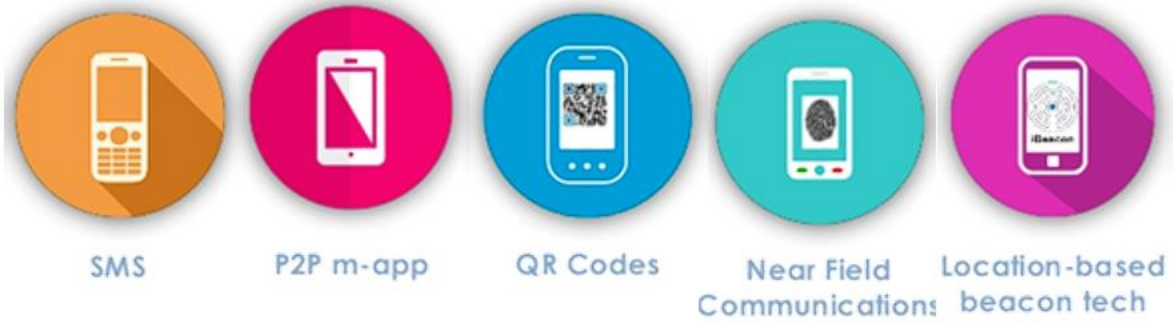 iBeacon
SMS
P2P m-app
QR Codes
Near Field
Communications
Location-based
beacon tech